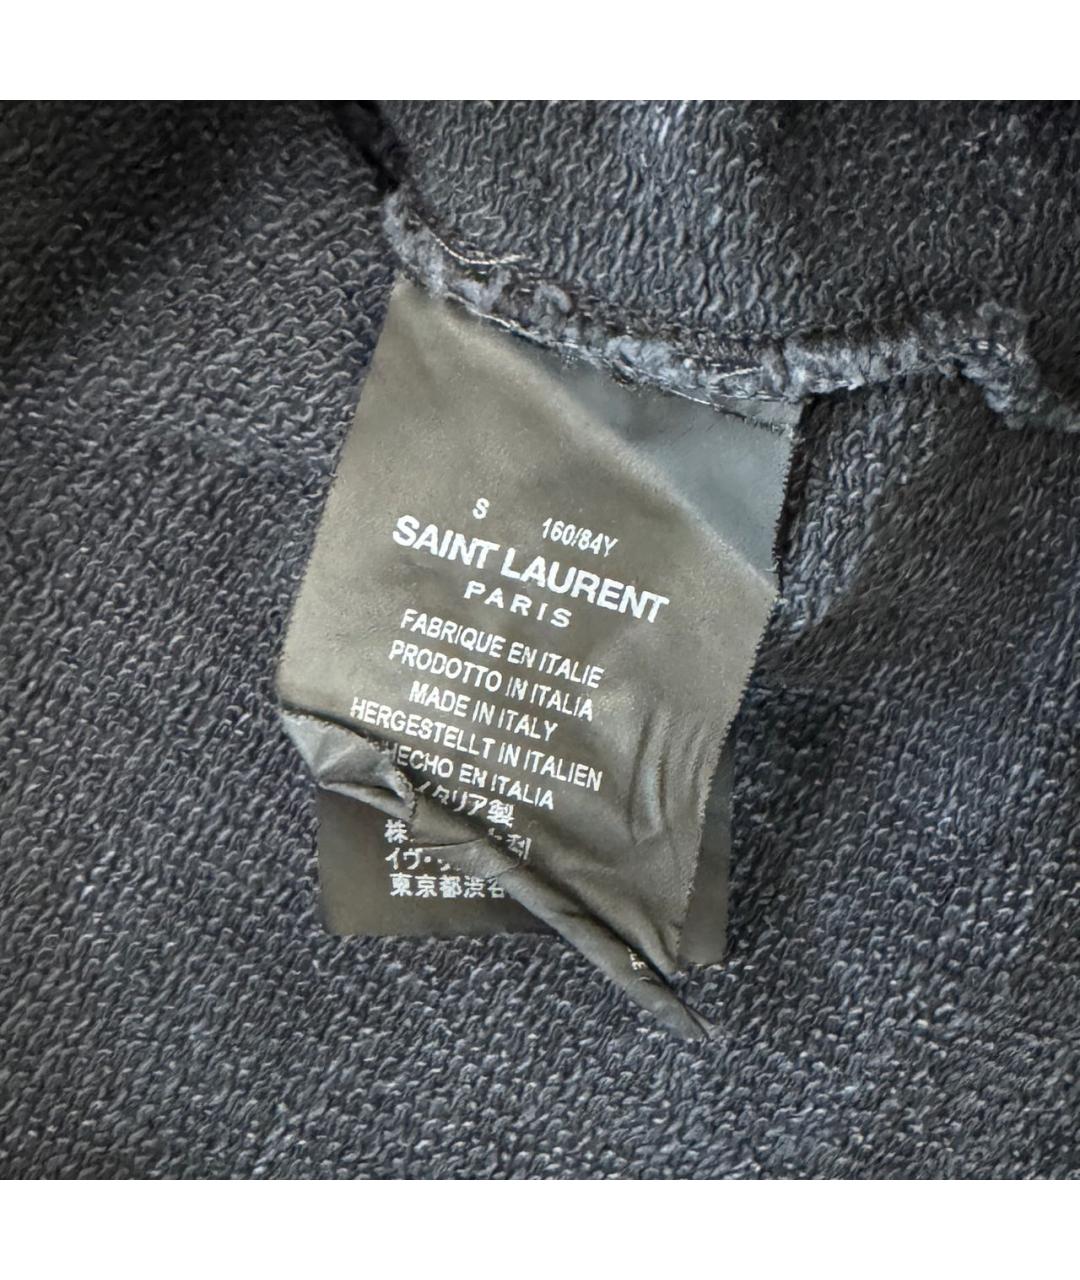 S 160/84Y
SAINT LAURENT
PARIS
FABRIQUE EN ITALIE
PRODOTTO IN ITALIA
MADE IN ITALY
HERGESTELLT IN ITALIEN
HECHO EN ITALIA
イタリア製
株
イヴ・
東京都渋谷